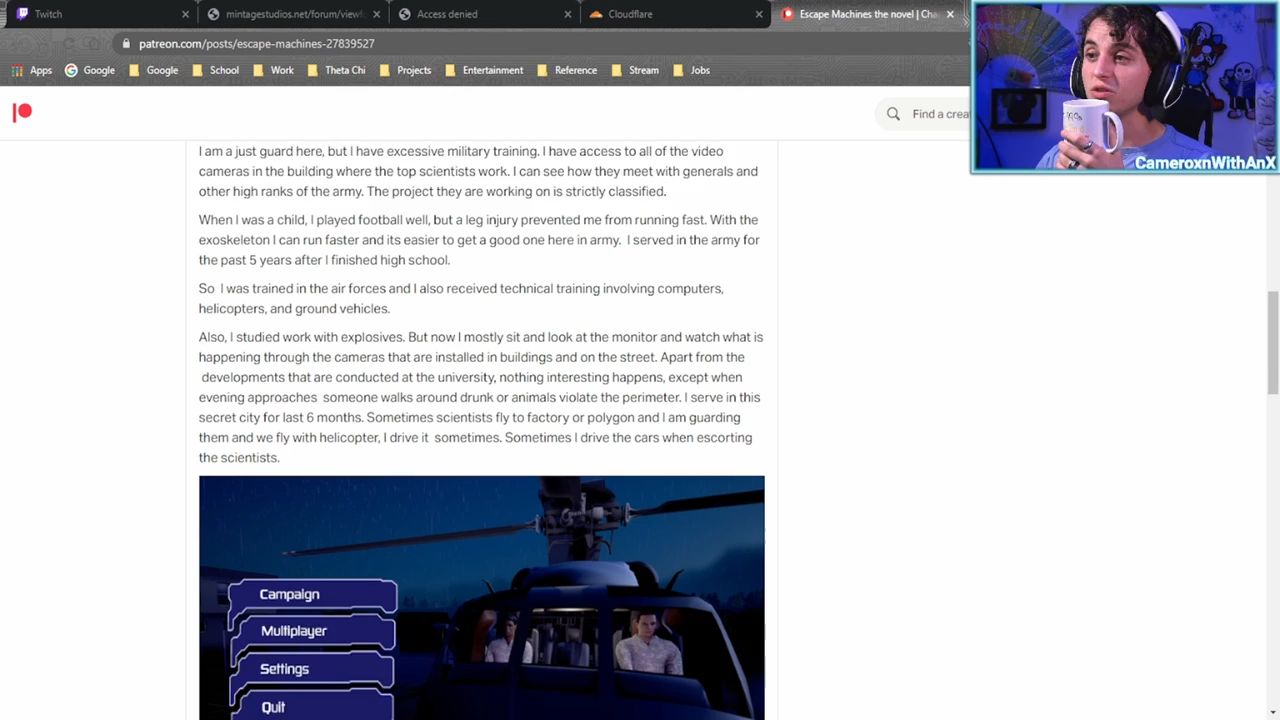 Twitch
mintagestudios.net/forum/viewf
Access denied
Cloudflare
Escape Machines the novel | Cha
patreon.com/posts/escape-machines-27839527
Apps
Google
Google
School
Work
Theta Chi
Projects
Entertainment
Reference
Stream
Jobs
Find a crea
CameroxnWithAnX
I am a just guard here, but I have excessive military training. I have access to all of the video
cameras in the building where the top scientists work. I can see how they meet with generals and
other high ranks of the army. The project they are working on is strictly classified.
When I was a child, I played football well, but a leg injury prevented me from running fast. With the
exoskeleton I can run faster and its easier to get a good one here in army.  I served in the army for
the past 5 years after I finished high school.
So  I was trained in the air forces and I also received technical training involving computers,
helicopters, and ground vehicles.
Also, I studied work with explosives. But now I mostly sit and look at the monitor and watch what is
happening through the cameras that are installed in buildings and on the street. Apart from the
developments that are conducted at the university, nothing interesting happens, except when
evening approaches  someone walks around drunk or animals violate the perimeter. I serve in this
secret city for last 6 months. Sometimes scientists fly to factory or polygon and I am guarding
them and we fly with helicopter, I drive it  sometimes. Sometimes I drive the cars when escorting
the scientists.
Campaign
Multiplayer
Settings
Quit